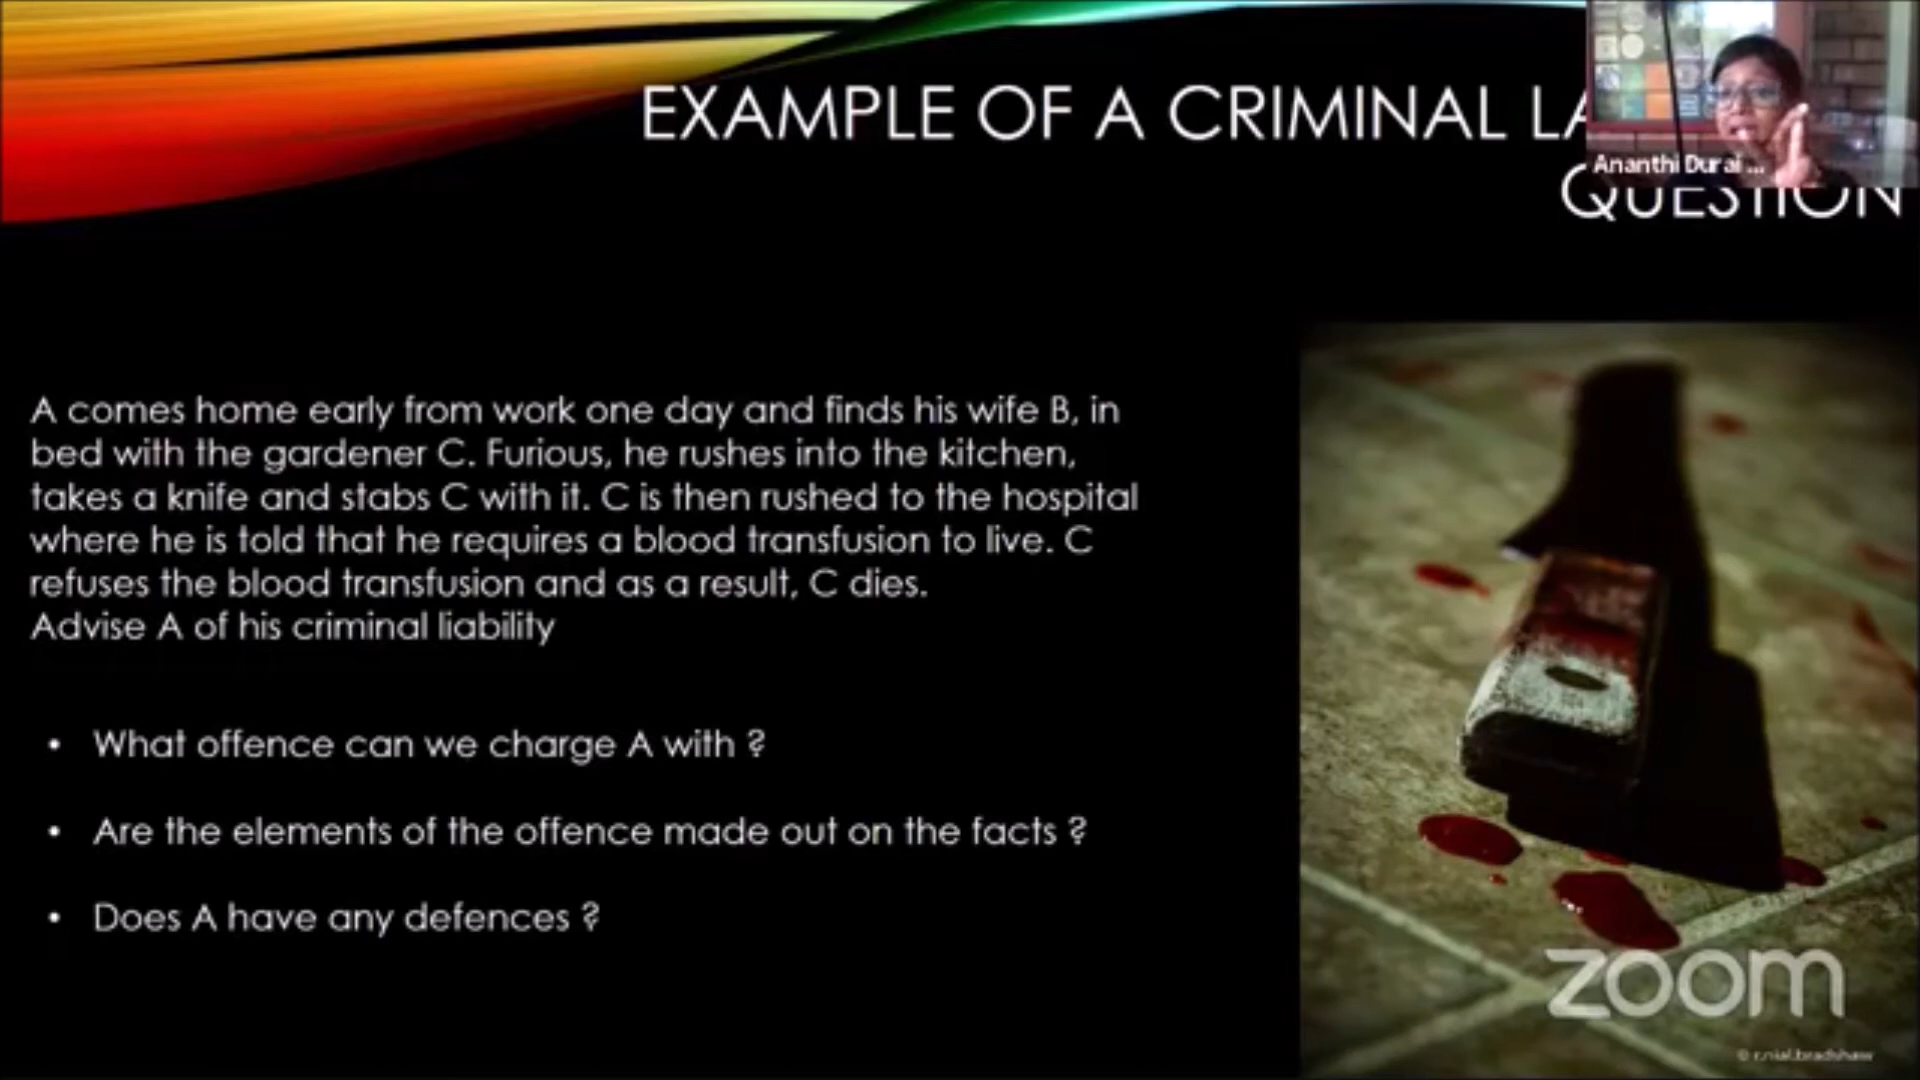 EXAMPLE OF A CRIMINAL LA
QUESTION
Ananthi Durai ...
A comes home early from work one day and finds his wife B, in
bed with the gardener C. Furious, he rushes into the kitchen,
takes a knife and stabs C with it. C is then rushed to the hospital
where he is told that he requires a blood transfusion to live. C
refuses the blood transfusion and as a result, C dies.
Advise A of his criminal liability
• What offence can we charge A with ?
• Are the elements of the offence made out on the facts ?
• Does A have any defences ?
zoom
© r.nial.bradshaw